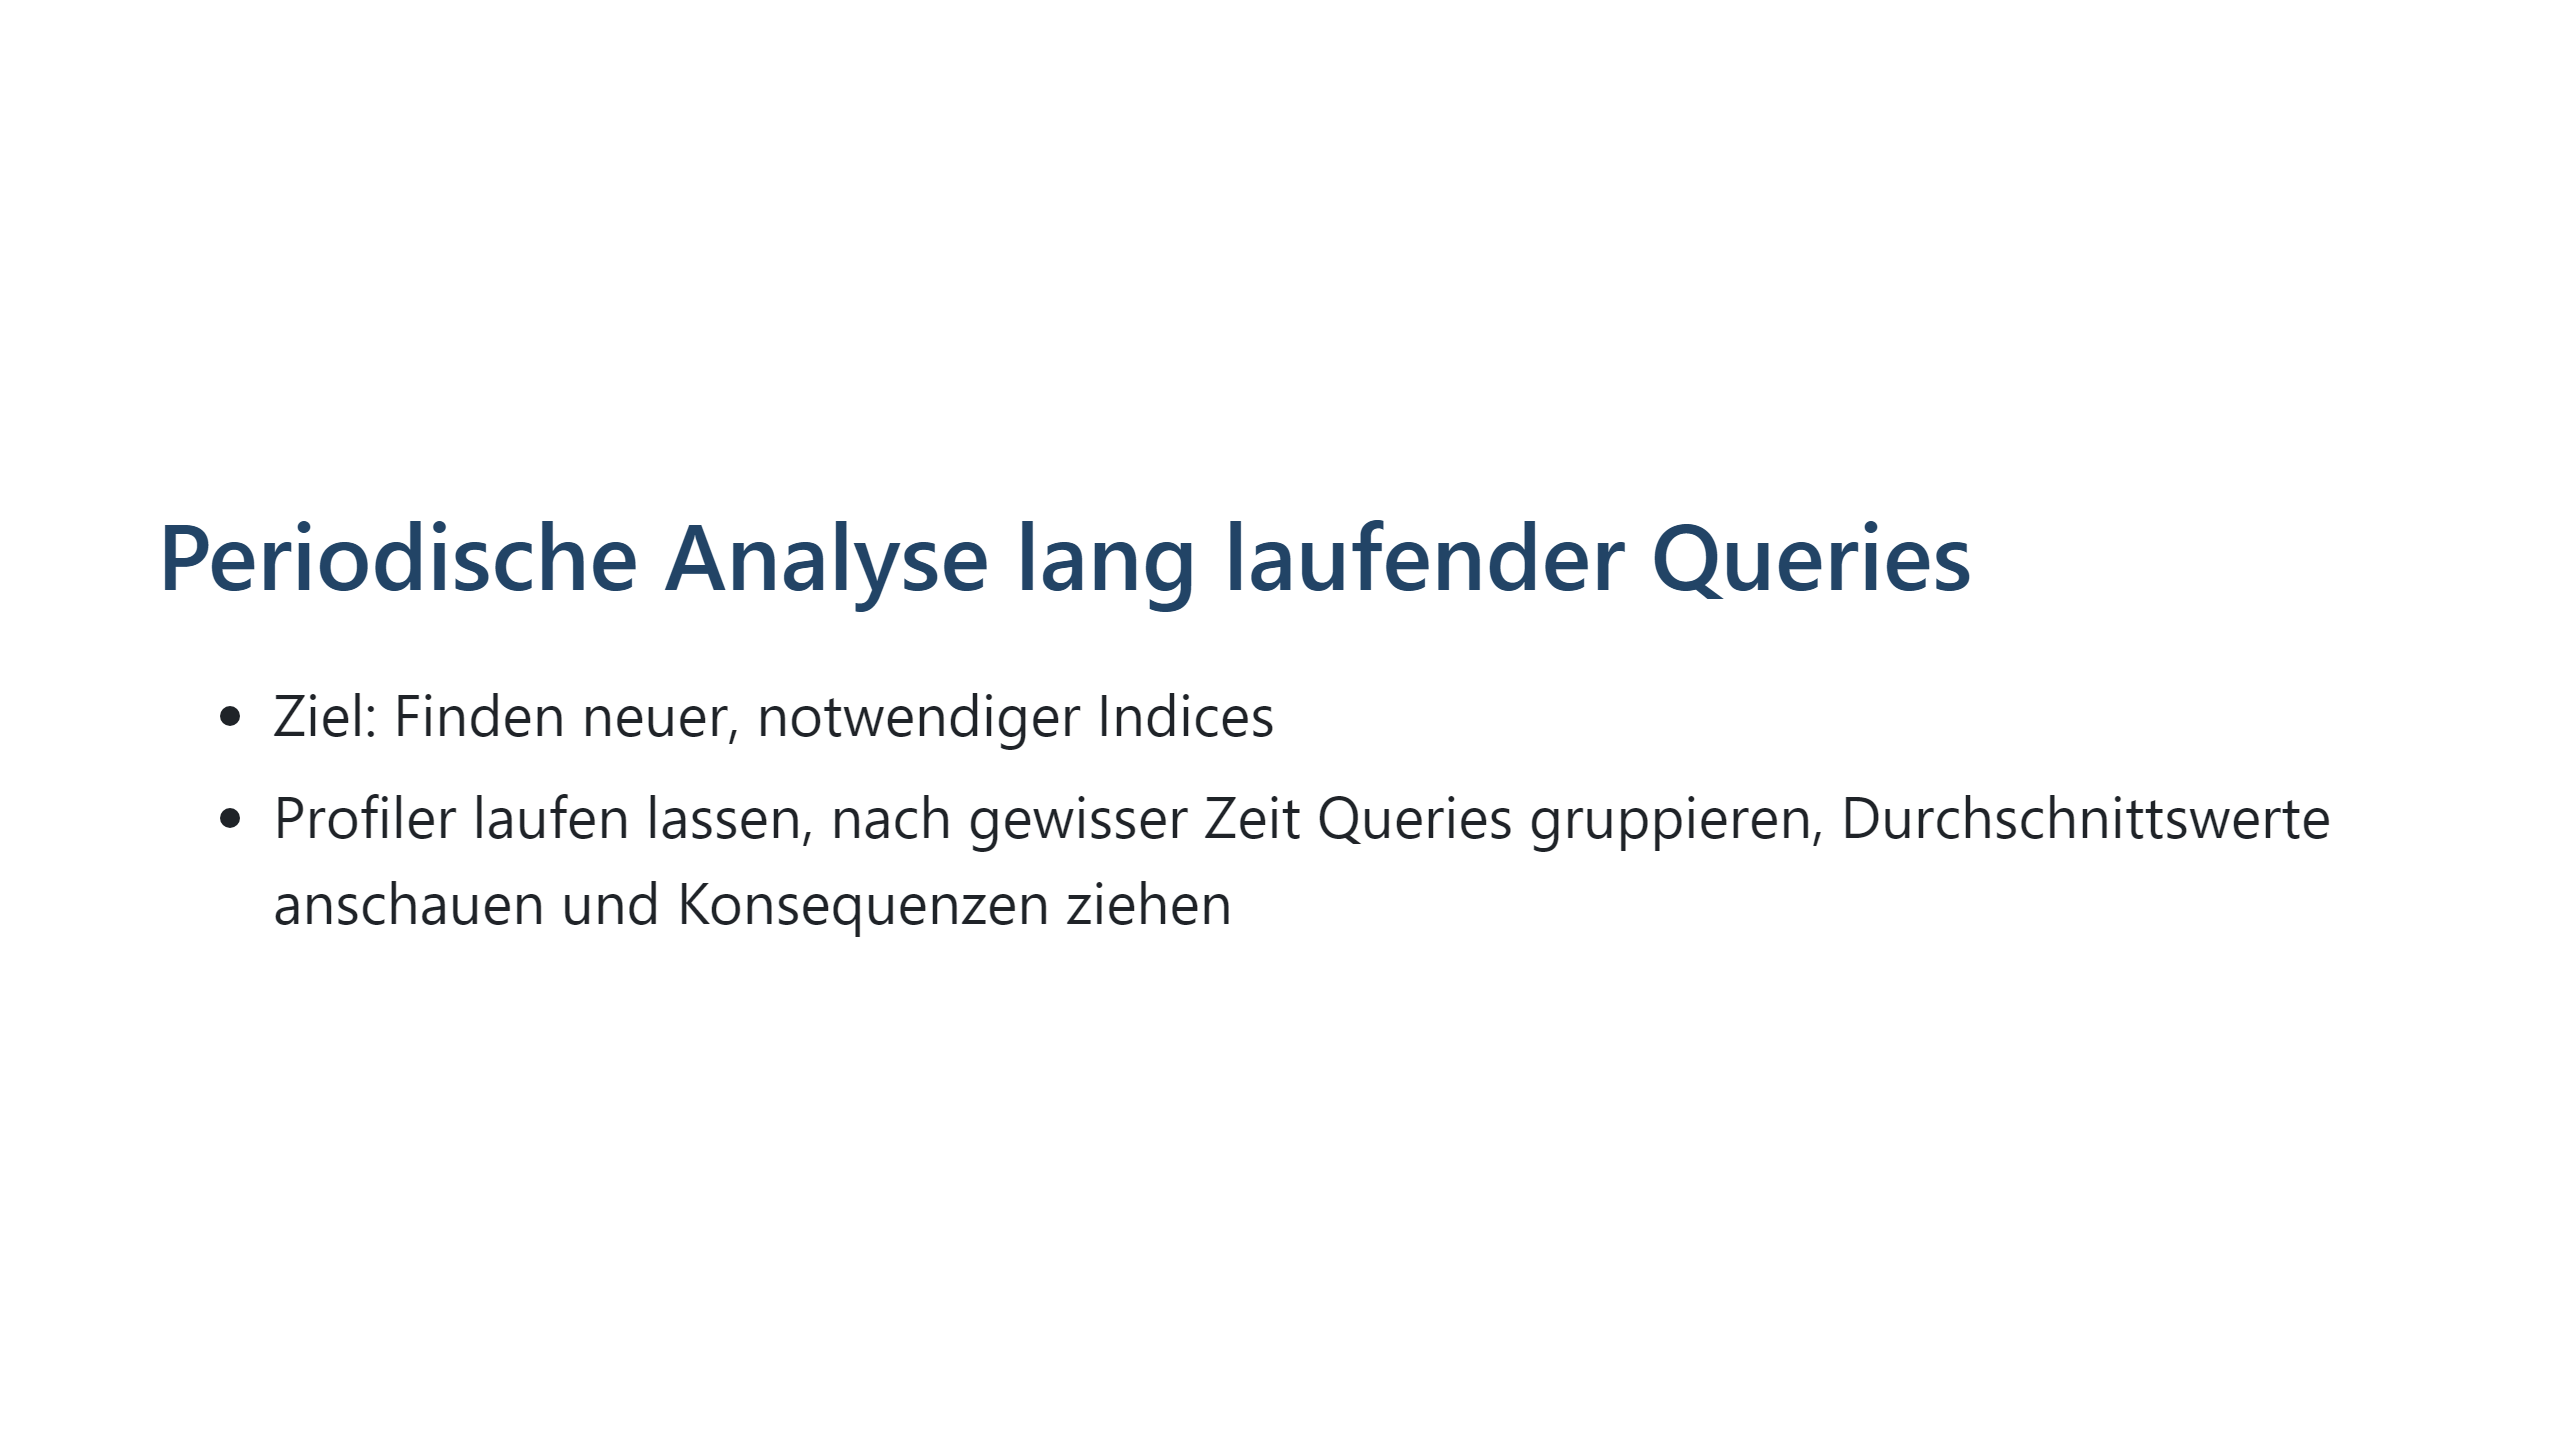 Periodische Analyse lang laufender Queries
• Ziel: Finden neuer, notwendiger Indices
• Profiler laufen lassen, nach gewisser Zeit Queries gruppieren, Durchschnittswerte
anschauen und Konsequenzen ziehen